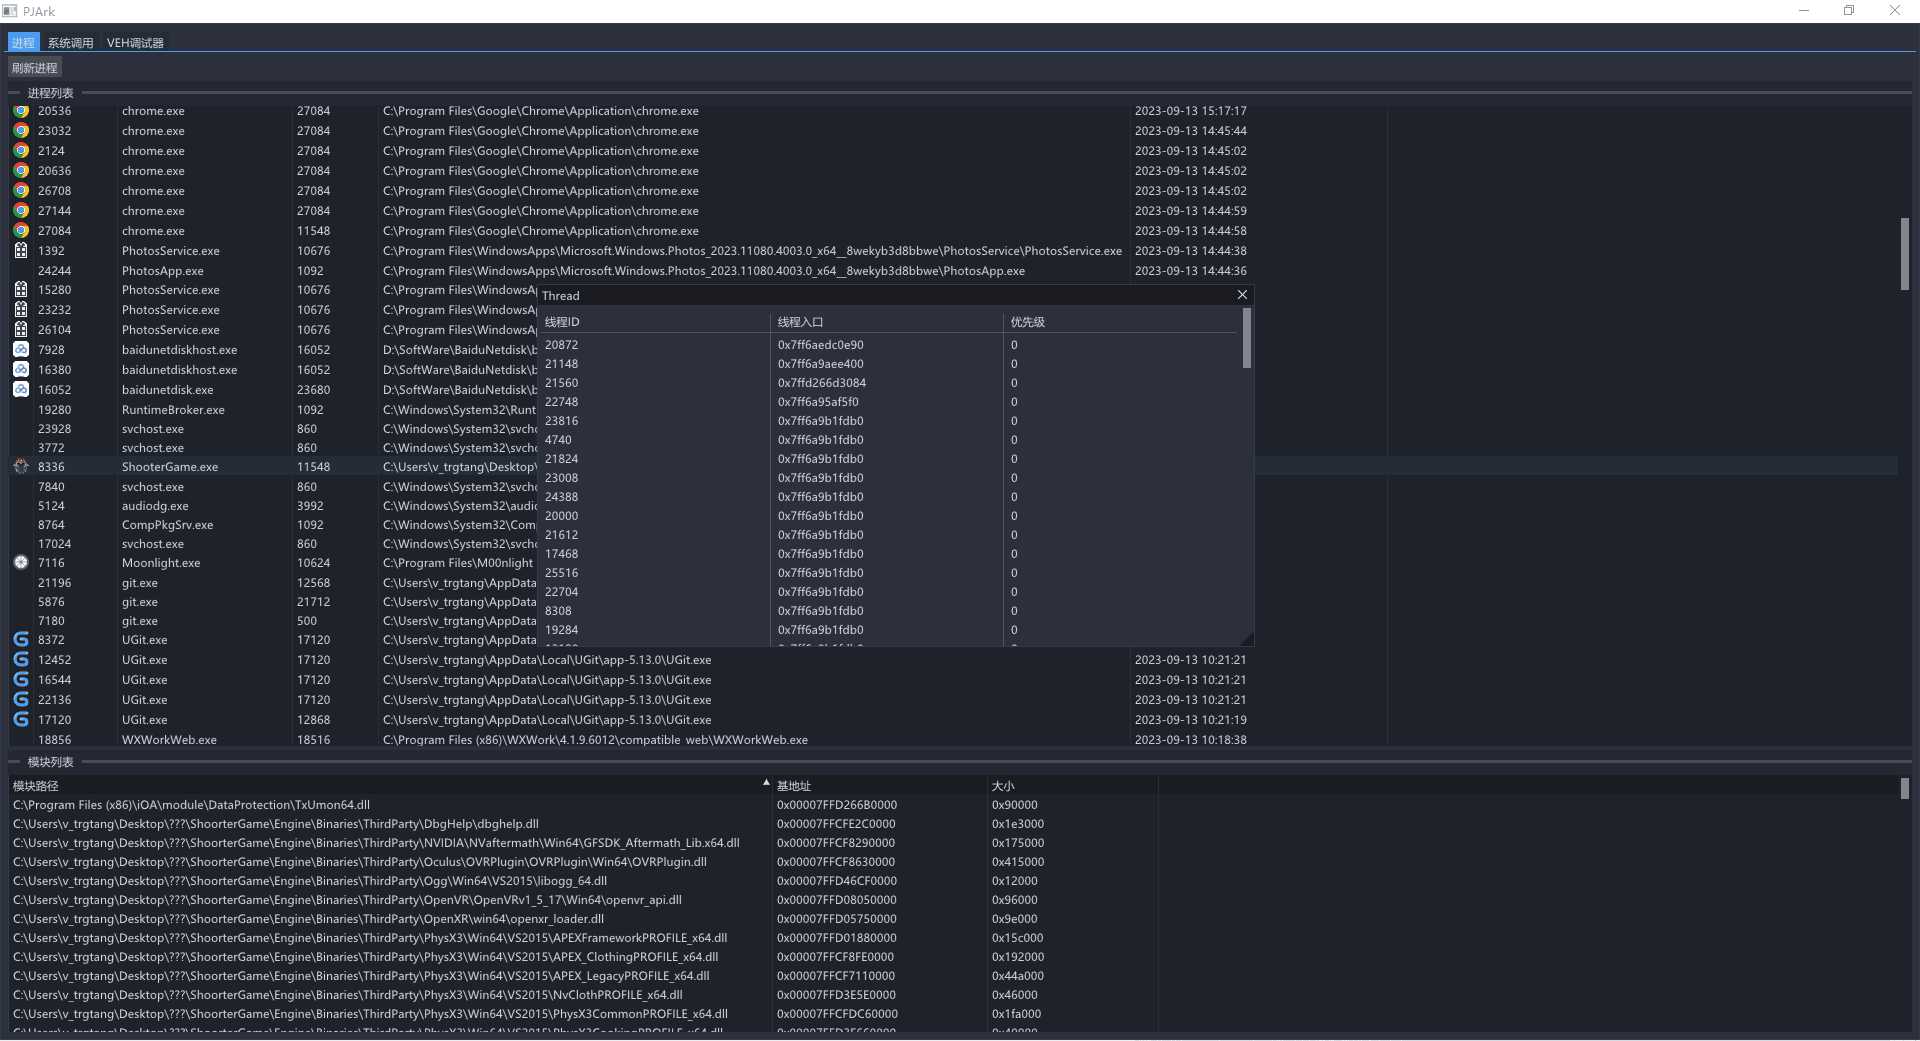 PJArk
进程 系统调用 VEH调试器
刷新进程
进程列表
20536 chrome.exe 27084 C:\Program Files\Google\Chrome\Application\chrome.exe 2023-09-13 15:17:17
23032 chrome.exe 27084 C:\Program Files\Google\Chrome\Application\chrome.exe 2023-09-13 14:45:44
2124 chrome.exe 27084 C:\Program Files\Google\Chrome\Application\chrome.exe 2023-09-13 14:45:02
20636 chrome.exe 27084 C:\Program Files\Google\Chrome\Application\chrome.exe 2023-09-13 14:45:02
26708 chrome.exe 27084 C:\Program Files\Google\Chrome\Application\chrome.exe 2023-09-13 14:45:02
27144 chrome.exe 27084 C:\Program Files\Google\Chrome\Application\chrome.exe 2023-09-13 14:44:59
27084 chrome.exe 11548 C:\Program Files\Google\Chrome\Application\chrome.exe 2023-09-13 14:44:58
1392 PhotosService.exe 10676 C:\Program Files\WindowsApps\Microsoft.Windows.Photos_2023.11080.4003.0_x64__8wekyb3d8bbwe\PhotosService\PhotosService.exe 2023-09-13 14:44:38
24244 PhotosApp.exe 1092 C:\Program Files\WindowsApps\Microsoft.Windows.Photos_2023.11080.4003.0_x64__8wekyb3d8bbwe\PhotosApp.exe 2023-09-13 14:44:36
15280 PhotosService.exe 10676 C:\Program Files\WindowsAp
23232 PhotosService.exe 10676 C:\Program Files\WindowsAp
26104 PhotosService.exe 10676 C:\Program Files\WindowsAp
7928 baidunetdiskhost.exe 16052 D:\SoftWare\BaiduNetdisk\b
16380 baidunetdiskhost.exe 16052 D:\SoftWare\BaiduNetdisk\b
16052 baidunetdisk.exe 23680 D:\SoftWare\BaiduNetdisk\b
19280 RuntimeBroker.exe 1092 C:\Windows\System32\Runt
23928 svchost.exe 860 C:\Windows\System32\svchc
3772 svchost.exe 860 C:\Windows\System32\svchc
8336 ShooterGame.exe 11548 C:\Users\v_trgtang\Desktop\
7840 svchost.exe 860 C:\Windows\System32\svchc
5124 audiodg.exe 3992 C:\Windows\System32\audic
8764 CompPkgSrv.exe 1092 C:\Windows\System32\Com
17024 svchost.exe 860 C:\Windows\System32\svchc
7116 Moonlight.exe 10624 C:\Program Files\M00nlight
21196 git.exe 12568 C:\Users\v_trgtang\AppData
5876 git.exe 21712 C:\Users\v_trgtang\AppData
7180 git.exe 500 C:\Users\v_trgtang\AppData
8372 UGit.exe 17120 C:\Users\v_trgtang\AppData
12452 UGit.exe 17120 C:\Users\v_trgtang\AppData\Local\UGit\app-5.13.0\UGit.exe 2023-09-13 10:21:21
16544 UGit.exe 17120 C:\Users\v_trgtang\AppData\Local\UGit\app-5.13.0\UGit.exe 2023-09-13 10:21:21
22136 UGit.exe 17120 C:\Users\v_trgtang\AppData\Local\UGit\app-5.13.0\UGit.exe 2023-09-13 10:21:21
17120 UGit.exe 12868 C:\Users\v_trgtang\AppData\Local\UGit\app-5.13.0\UGit.exe 2023-09-13 10:21:19
18856 WXWorkWeb.exe 18516 C:\Program Files (x86)\WXWork\4.1.9.6012\compatible_web\WXWorkWeb.exe 2023-09-13 10:18:38
Thread
线程ID 线程入口 优先级
20872 0x7ff6aedc0e90 0
21148 0x7ff6a9aee400 0
21560 0x7ffd266d3084 0
22748 0x7ff6a95af5f0 0
23816 0x7ff6a9b1fdb0 0
4740 0x7ff6a9b1fdb0 0
21824 0x7ff6a9b1fdb0 0
23008 0x7ff6a9b1fdb0 0
24388 0x7ff6a9b1fdb0 0
20000 0x7ff6a9b1fdb0 0
21612 0x7ff6a9b1fdb0 0
17468 0x7ff6a9b1fdb0 0
25516 0x7ff6a9b1fdb0 0
22704 0x7ff6a9b1fdb0 0
8308 0x7ff6a9b1fdb0 0
19284 0x7ff6a9b1fdb0 0
模块列表
模块路径 基地址 大小
C:\Program Files (x86)\iOA\module\DataProtection\TxUmon64.dll 0x00007FFD266B0000 0x90000
C:\Users\v_trgtang\Desktop\???\ShoorterGame\Engine\Binaries\ThirdParty\DbgHelp\dbghelp.dll 0x00007FFCFE2C0000 0x1e3000
C:\Users\v_trgtang\Desktop\???\ShoorterGame\Engine\Binaries\ThirdParty\NVIDIA\NVaftermath\Win64\GFSDK_Aftermath_Lib.x64.dll 0x00007FFCF8290000 0x175000
C:\Users\v_trgtang\Desktop\???\ShoorterGame\Engine\Binaries\ThirdParty\Oculus\OVRPlugin\OVRPlugin\Win64\OVRPlugin.dll 0x00007FFCF8630000 0x415000
C:\Users\v_trgtang\Desktop\???\ShoorterGame\Engine\Binaries\ThirdParty\Ogg\Win64\VS2015\libogg_64.dll 0x00007FFD46CF0000 0x12000
C:\Users\v_trgtang\Desktop\???\ShoorterGame\Engine\Binaries\ThirdParty\OpenVR\OpenVRv1_5_17\Win64\openvr_api.dll 0x00007FFD08050000 0x96000
C:\Users\v_trgtang\Desktop\???\ShoorterGame\Engine\Binaries\ThirdParty\OpenXR\win64\openxr_loader.dll 0x00007FFD05750000 0x9e000
C:\Users\v_trgtang\Desktop\???\ShoorterGame\Engine\Binaries\ThirdParty\PhysX3\Win64\VS2015\APEXFrameworkPROFILE_x64.dll 0x00007FFD01880000 0x15c000
C:\Users\v_trgtang\Desktop\???\ShoorterGame\Engine\Binaries\ThirdParty\PhysX3\Win64\VS2015\APEX_ClothingPROFILE_x64.dll 0x00007FFCF8FE0000 0x192000
C:\Users\v_trgtang\Desktop\???\ShoorterGame\Engine\Binaries\ThirdParty\PhysX3\Win64\VS2015\APEX_LegacyPROFILE_x64.dll 0x00007FFCF7110000 0x44a000
C:\Users\v_trgtang\Desktop\???\ShoorterGame\Engine\Binaries\ThirdParty\PhysX3\Win64\VS2015\NvClothPROFILE_x64.dll 0x00007FFD3E5E0000 0x46000
C:\Users\v_trgtang\Desktop\???\ShoorterGame\Engine\Binaries\ThirdParty\PhysX3\Win64\VS2015\PhysX3CommonPROFILE_x64.dll 0x00007FFCFDC60000 0x1fa000